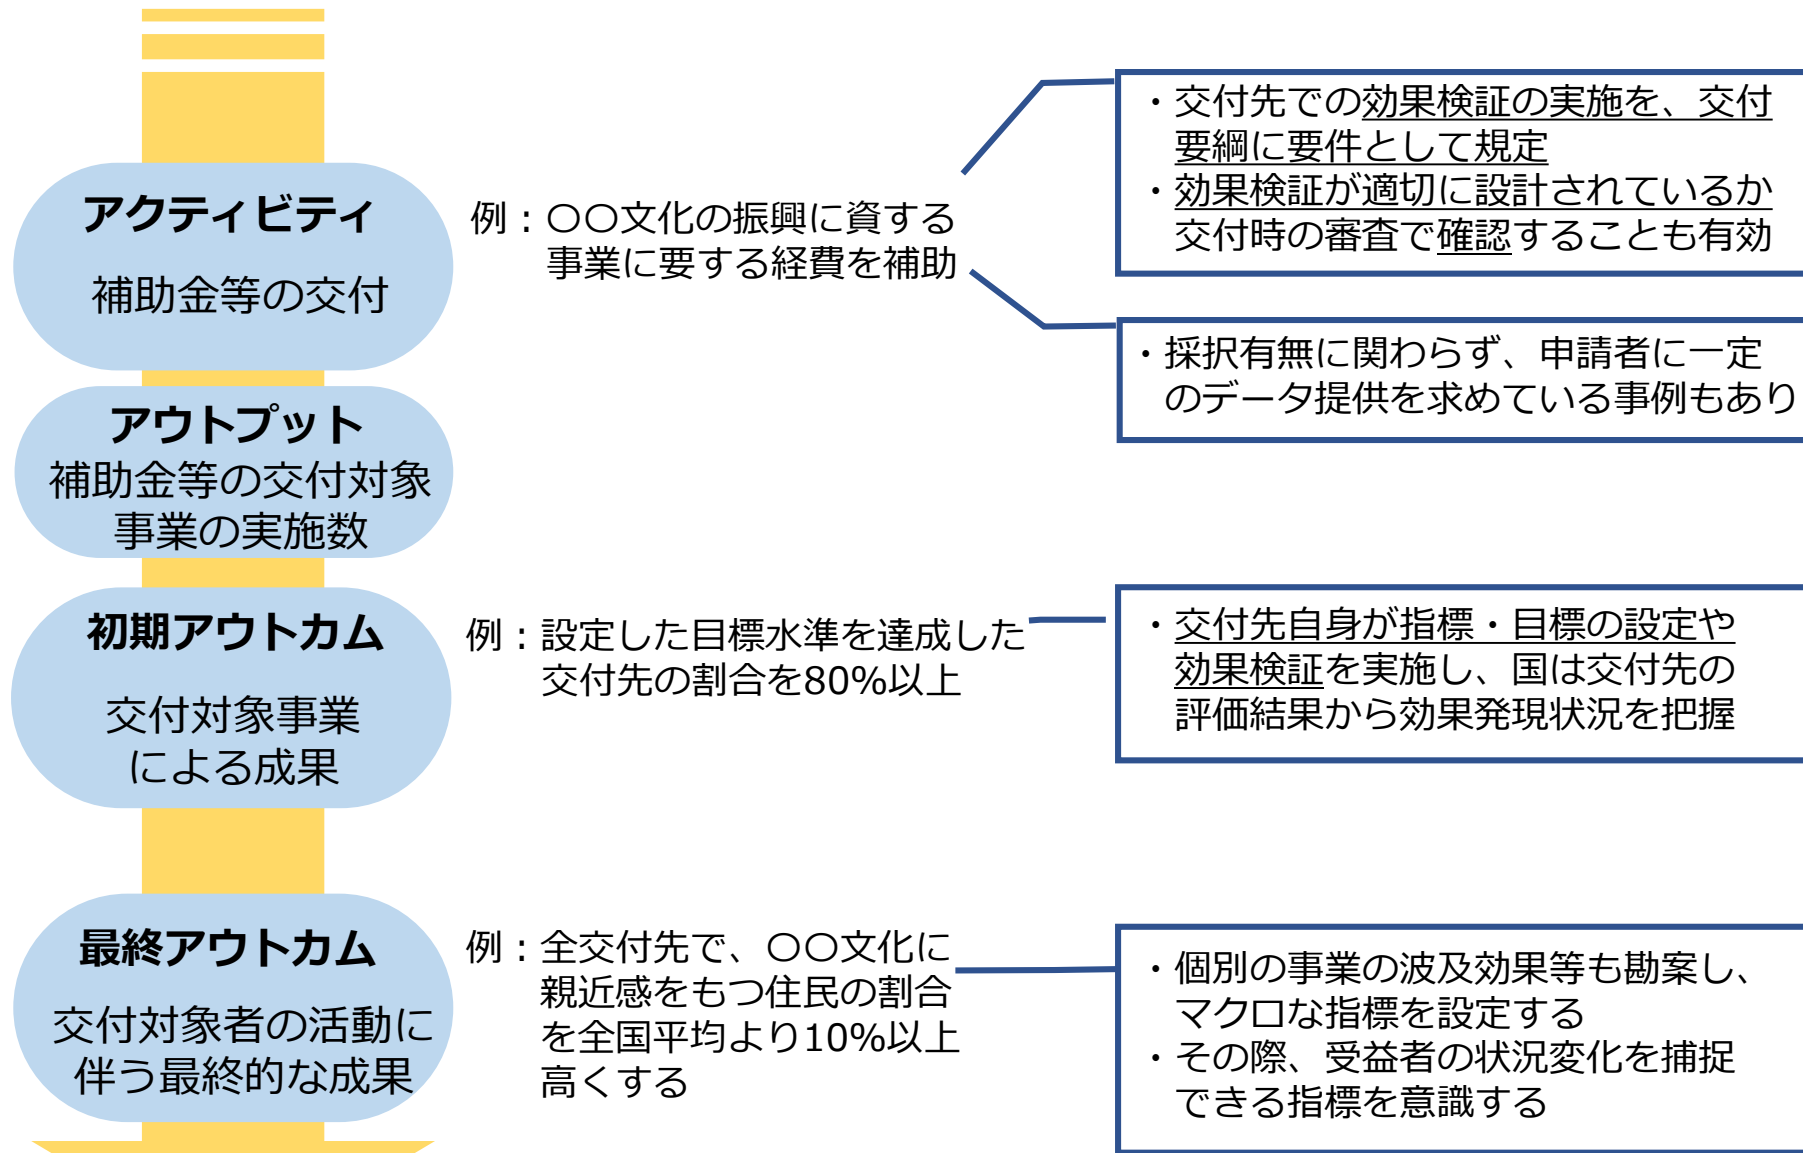 アクティビティ
補助金等の交付
例：〇〇文化の振興に資する
事業に要する経費を補助
・交付先での効果検証の実施を、交付
要綱に要件として規定
・効果検証が適切に設計されているか
交付時の審査で確認することも有効
・採択有無に関わらず、申請者に一定
のデータ提供を求めている事例もあり
アウトプット
補助金等の交付対象
事業の実施数
初期アウトカム
交付対象事業
による成果
例：設定した目標水準を達成した
交付先の割合を80%以上
・交付先自身が指標・目標の設定や
効果検証を実施し、国は交付先の
評価結果から効果発現状況を把握
最終アウトカム
交付対象者の活動に
伴う最終的な成果
例：全交付先で、〇〇文化に
親近感をもつ住民の割合
を全国平均より10%以上
高くする
・個別の事業の波及効果等も勘案し、
マクロな指標を設定する
・その際、受益者の状況変化を捕捉
できる指標を意識する